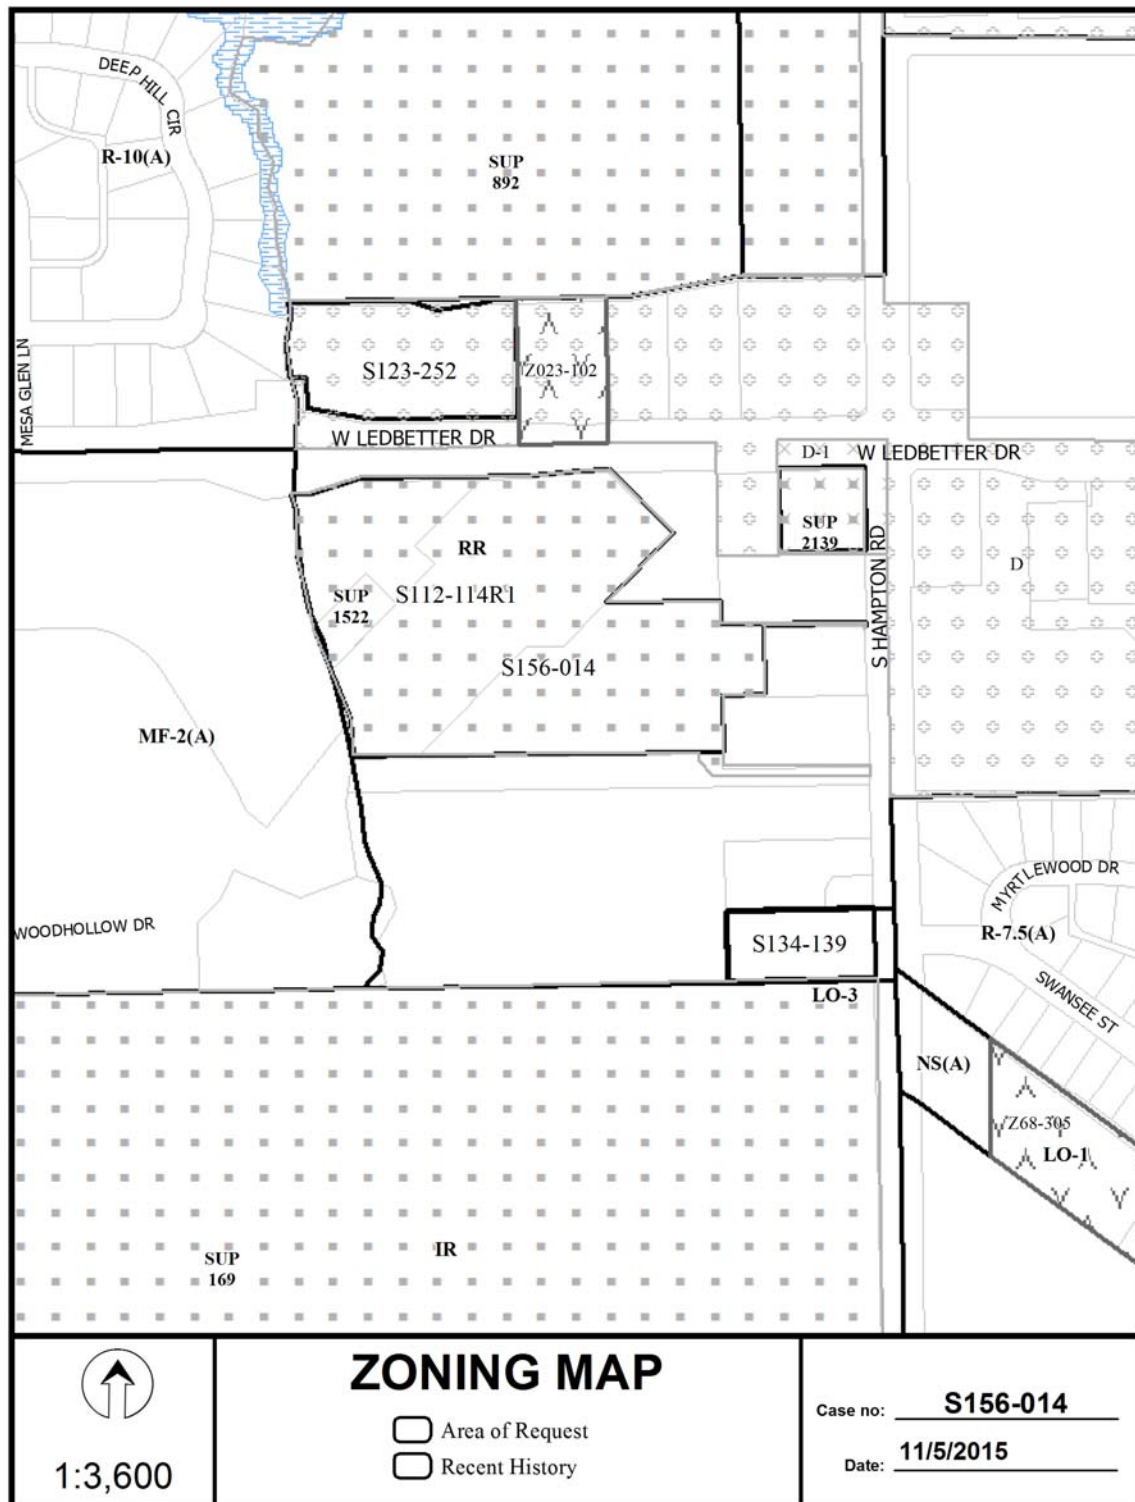 DEEP HILL CIR
R-10(A)
SUP
892
MESA GLEN LN
S123-252
Z023-102
W LEDBETTER DR
D-1
W LEDBETTER DR
SUP
2139
RR
SUP
1522
S112-114R1
S HAMPTON RD
D
S156-014
MF-2(A)
MYRTLEWOOD DR
WOODHOLLOW DR
S134-139
R-7.5(A)
LO-3
SWANSEE ST
NS(A)
Z68-305
LO-1
SUP
169
IR
1:3,600
ZONING MAP
Area of Request
Recent History
Case no: S156-014
Date: 11/5/2015